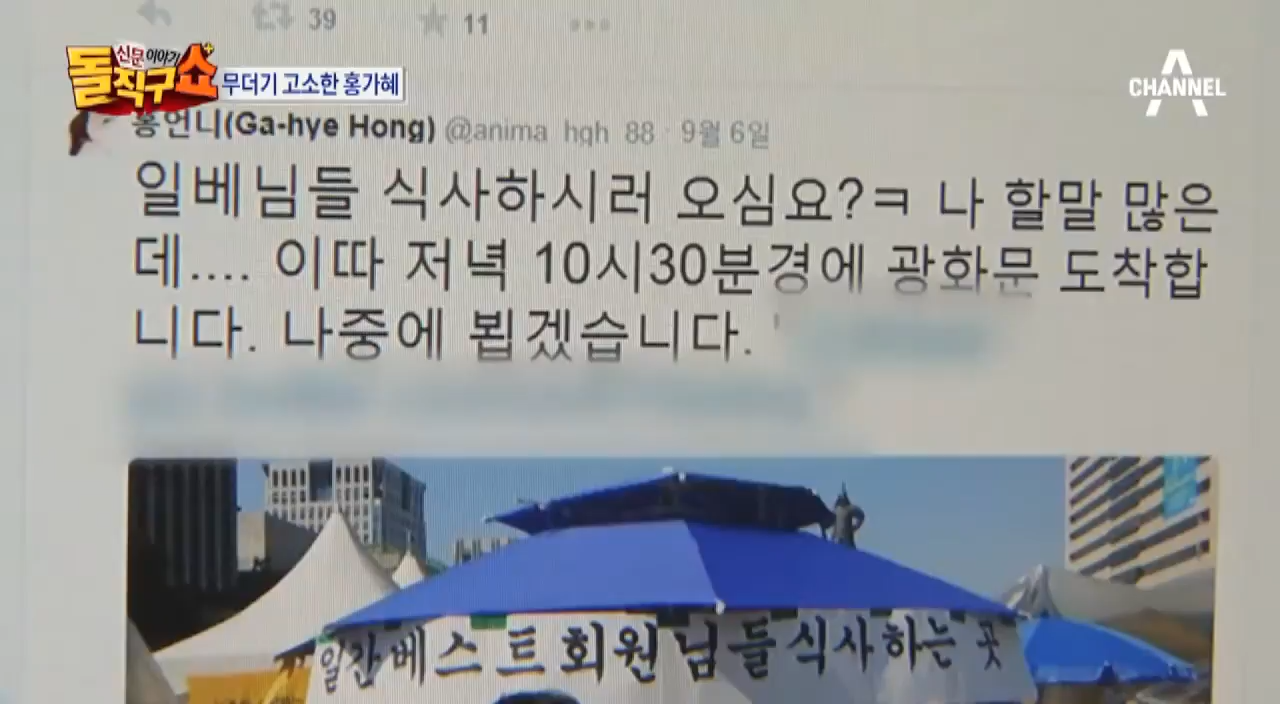 39 11
신문이야기
돌직구쇼+
무더기 고소한 홍가혜
CHANNEL A
홍언니(Ga-hye Hong) @anima_hgh_88 · 9월 6일
일베님들 식사하시러 오심요?ㅋ 나 할말 많은
데.... 이따 저녁 10시30분경에 광화문 도착합
니다. 나중에 뵙겠습니다.
일간베스트회원님들식사하는 곳